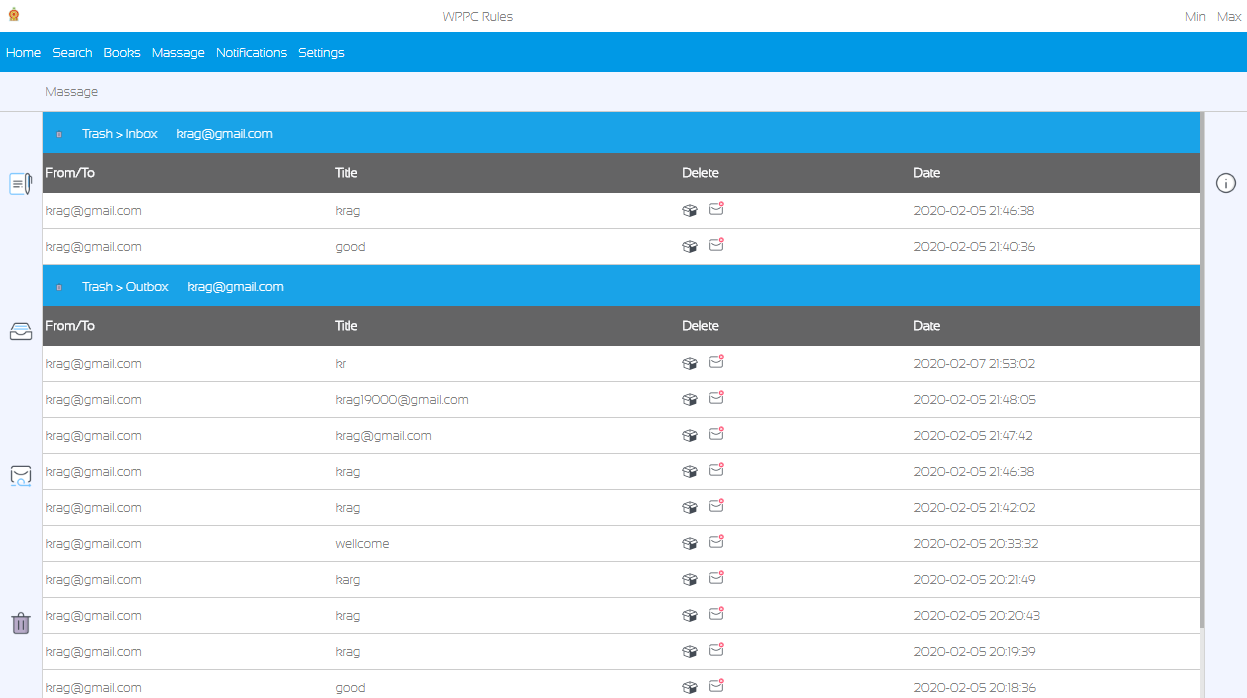 WPPC Rules
Min Max
Home Search Books Massage Notifications Settings
Massage
Trash > Inbox krag@gmail.com
From/To Title Delete Date
krag@gmail.com krag 2020-02-05 21:46:38
krag@gmail.com good 2020-02-05 21:40:36
Trash > Outbox krag@gmail.com
From/To Title Delete Date
krag@gmail.com kr 2020-02-07 21:53:02
krag@gmail.com krag19000@gmail.com 2020-02-05 21:48:05
krag@gmail.com krag@gmail.com 2020-02-05 21:47:42
krag@gmail.com krag 2020-02-05 21:46:38
krag@gmail.com krag 2020-02-05 21:42:02
krag@gmail.com wellcome 2020-02-05 20:33:32
krag@gmail.com karg 2020-02-05 20:21:49
krag@gmail.com krag 2020-02-05 20:20:43
krag@gmail.com krag 2020-02-05 20:19:39
krag@gmail.com good 2020-02-05 20:18:36